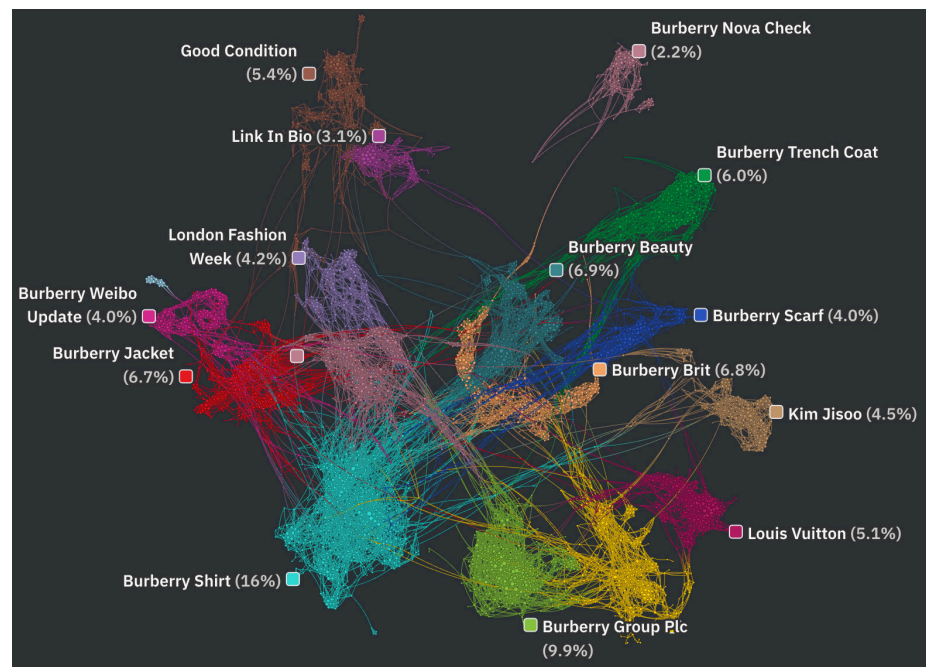 Burberry Nova Check
(2.2%)
Good Condition
(5.4%)
Link In Bio (3.1%)
Burberry Trench Coat
(6.0%)
London Fashion
Week (4.2%)
Burberry Beauty
(6.9%)
Burberry Weibo
Update (4.0%)
Burberry Scarf (4.0%)
Burberry Jacket
(6.7%)
Burberry Brit (6.8%)
Kim Jisoo (4.5%)
Louis Vuitton (5.1%)
Burberry Shirt (16%)
Burberry Group Plc
(9.9%)